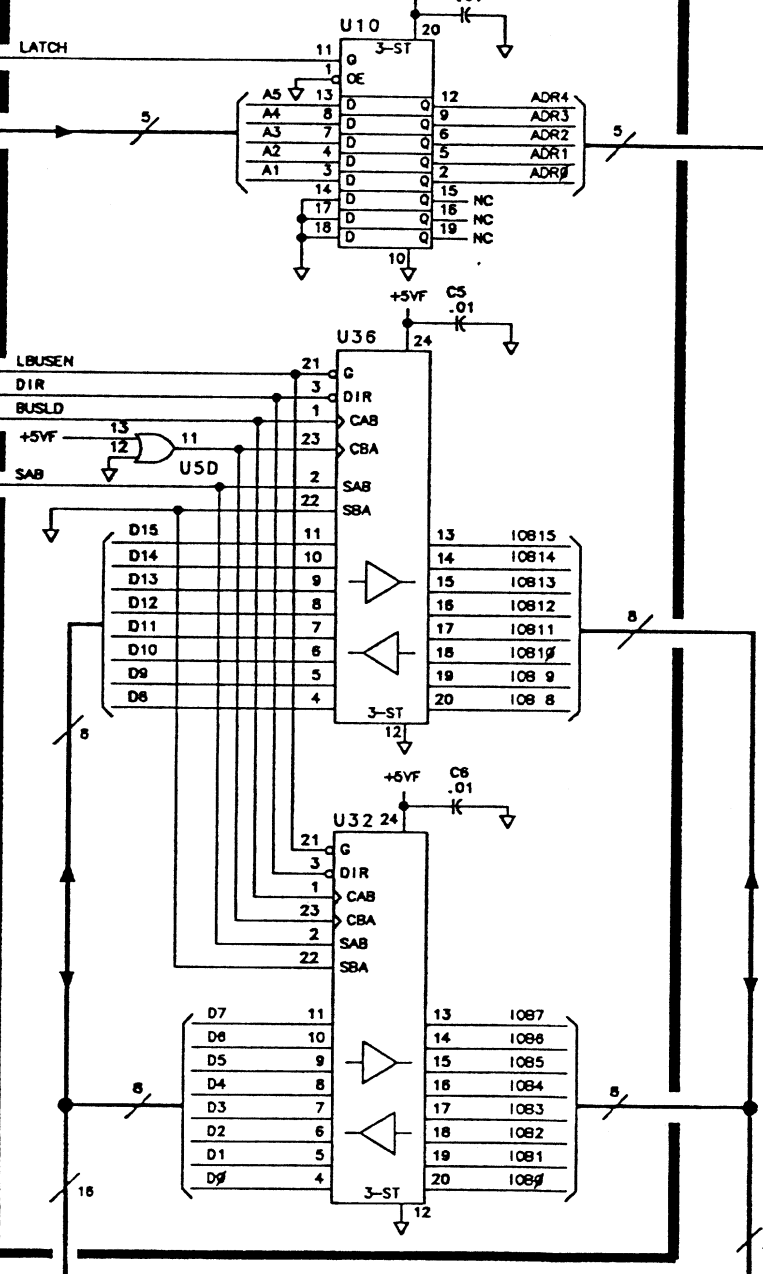 U10
20
3-ST
LATCH
11
G
1
OE
A5 13 D Q 12 ADR4
A4 8 D Q 9 ADR3
5
A3 7 D Q 6 ADR2
5
A2 4 D Q 5 ADR1
A1 3 D Q 2 ADR0
14 D Q 15 NC
17 D Q 16 NC
18 D Q 19 NC
10
+5VF
C5
.01
U36
24
LBUSEN 21 G
DIR 3 DIR
BUSLD 1 CAB
+5VF 13
12
11
U5D
23 CBA
SAB 2 SAB
22 SBA
D15 11 13 IOB15
D14 10 14 IOB14
D13 9 15 IOB13
D12 8 16 IOB12
D11 7 17 IOB11
8
D10 6 18 IOB10
D9 5 19 IOB 9
D8 4 20 IOB 8
3-ST
12
8
+5VF
C6
.01
U32
24
21 G
3 DIR
1 CAB
23 CBA
2 SAB
22 SBA
D7 11 13 IOB7
D6 10 14 IOB6
D5 9 15 IOB5
D4 8 16 IOB4
8
8
D3 7 17 IOB3
D2 6 18 IOB2
D1 5 19 IOB1
D0 4 20 IOB0
16
3-ST
12